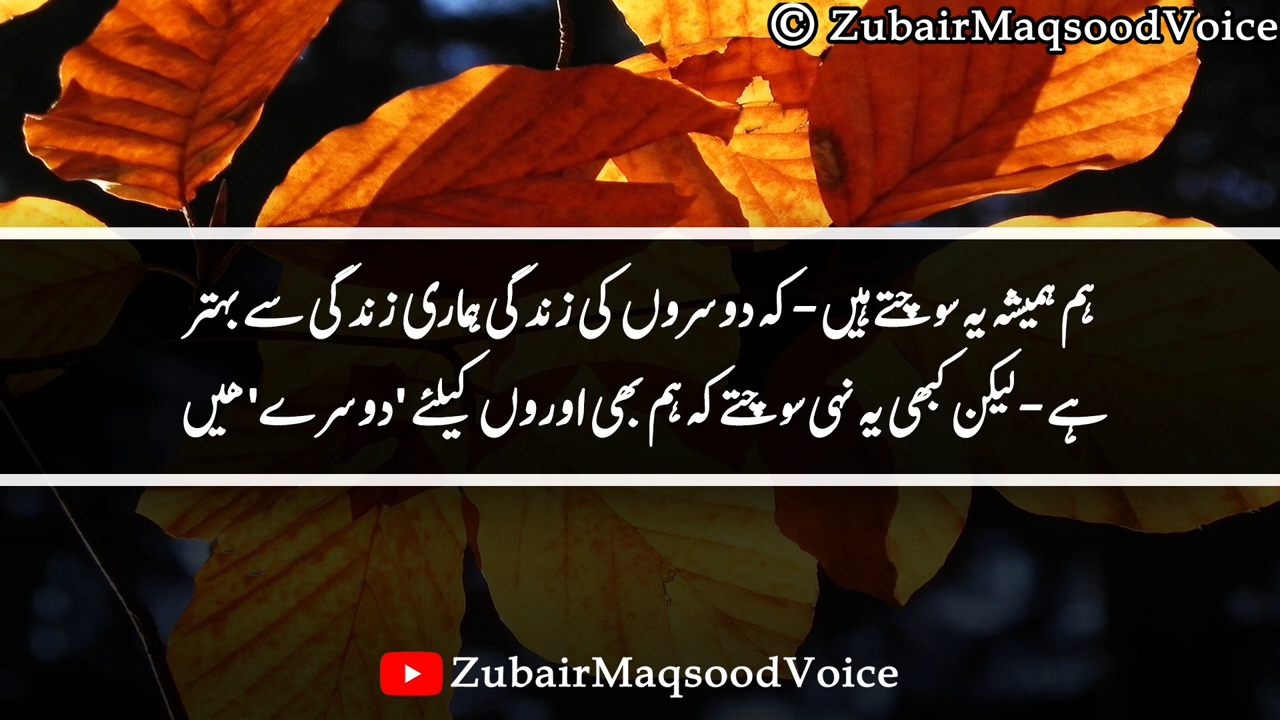 © ZubairMaqsoodVoice
ہم ہمیشہ یہ سوچتے ہیں - کہ دوسروں کی زندگی ہماری زندگی سے بہتر
ہے - لیکن کبھی یہ نہی سوچتے کہ ہم بھی اوروں کیلئے 'دوسرے' ھیں
ZubairMaqsoodVoice